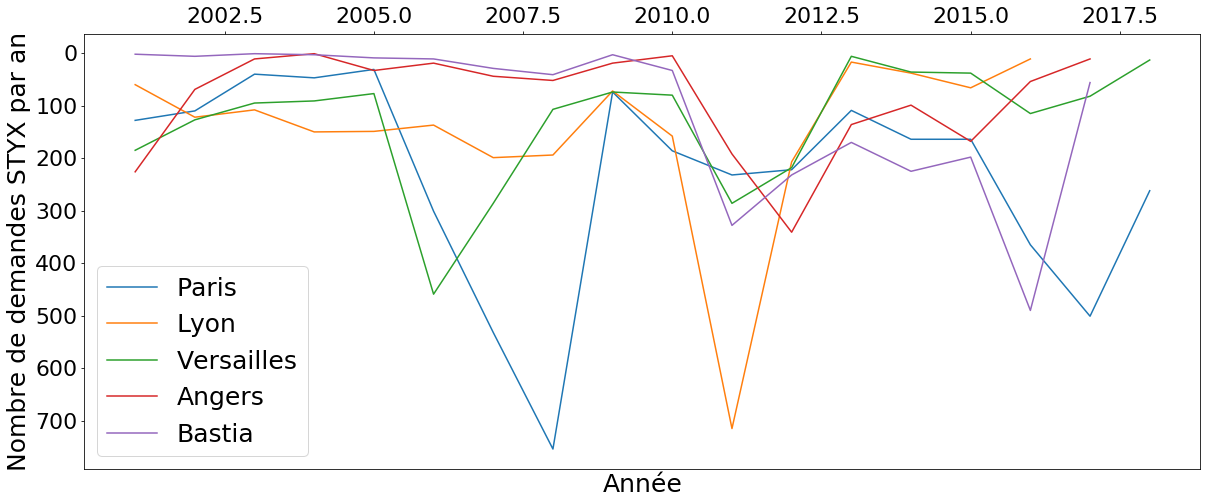 2002.5 2005.0 2007.5 2010.0 2012.5 2015.0 2017.5
Nombre de demandes STYX par an
0
100
200
300
400
500
600
700
Paris
Lyon
Versailles
Angers
Bastia
Année